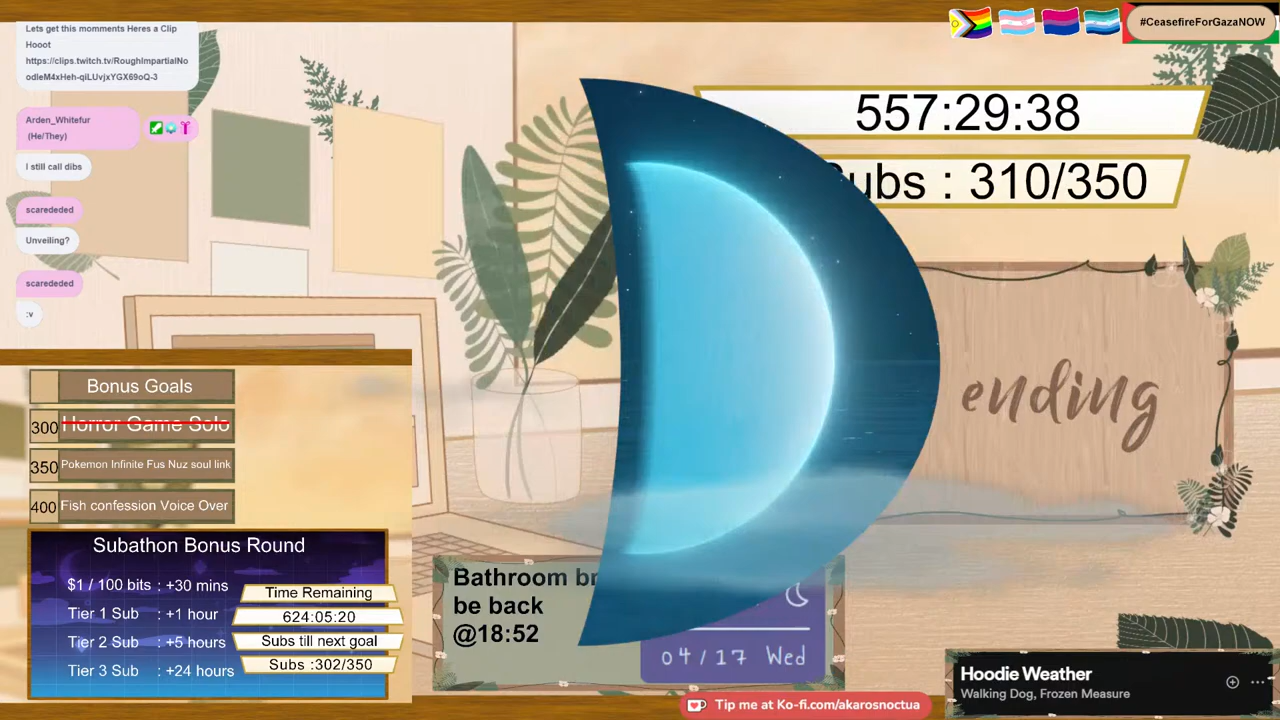 Lets get this momments Heres a Clip
Hooot
https://clips.twitch.tv/RoughImpartialNo
odleM4xHeh-qiLUvjxYGX69oQ-3
Arden_Whitefur
(He/They)
I still call dibs
scarededed
Unveiling?
scarededed
:v
#CeasefireForGazaNOW
557:29:38
ubs : 310/350
ending
Bonus Goals
300 Horror Game Solo
350 Pokemon Infinite Fus Nuz soul link
400 Fish confession Voice Over
Subathon Bonus Round
$1 / 100 bits : +30 mins
Tier 1 Sub : +1 hour
Tier 2 Sub : +5 hours
Tier 3 Sub : +24 hours
Time Remaining
624:05:20
Subs till next goal
Subs :302/350
Bathroom br
be back
@18:52
04/17 Wed
Hoodie Weather
Walking Dog, Frozen Measure
Tip me at Ko-fi.com/akarosnoctua